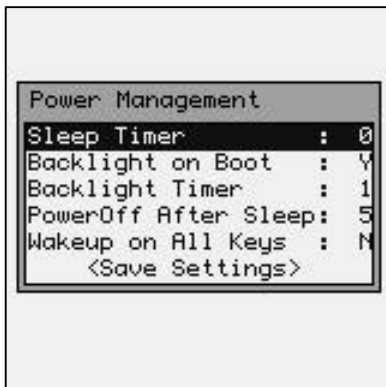 Power Management
Sleep Timer : 0
Backlight on Boot : Y
Backlight Timer : 1
PowerOff After Sleep: 5
Wakeup on All Keys : N
<Save Settings>